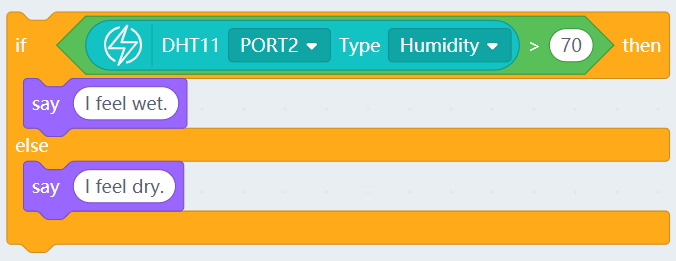 if DHT11 PORT2 Type Humidity > 70 then
say I feel wet.
else
say I feel dry.